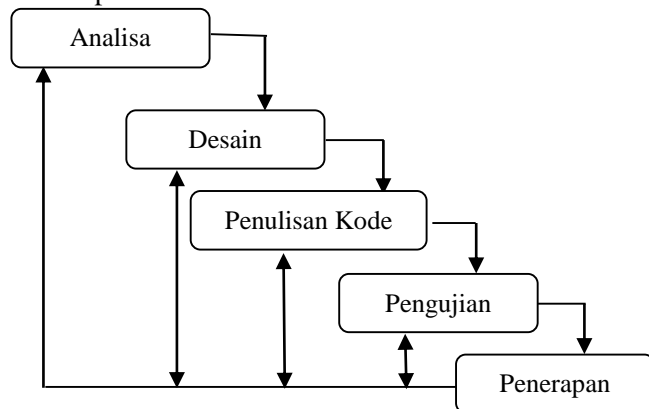 Analisa
Desain
Penulisan Kode
Pengujian
Penerapan